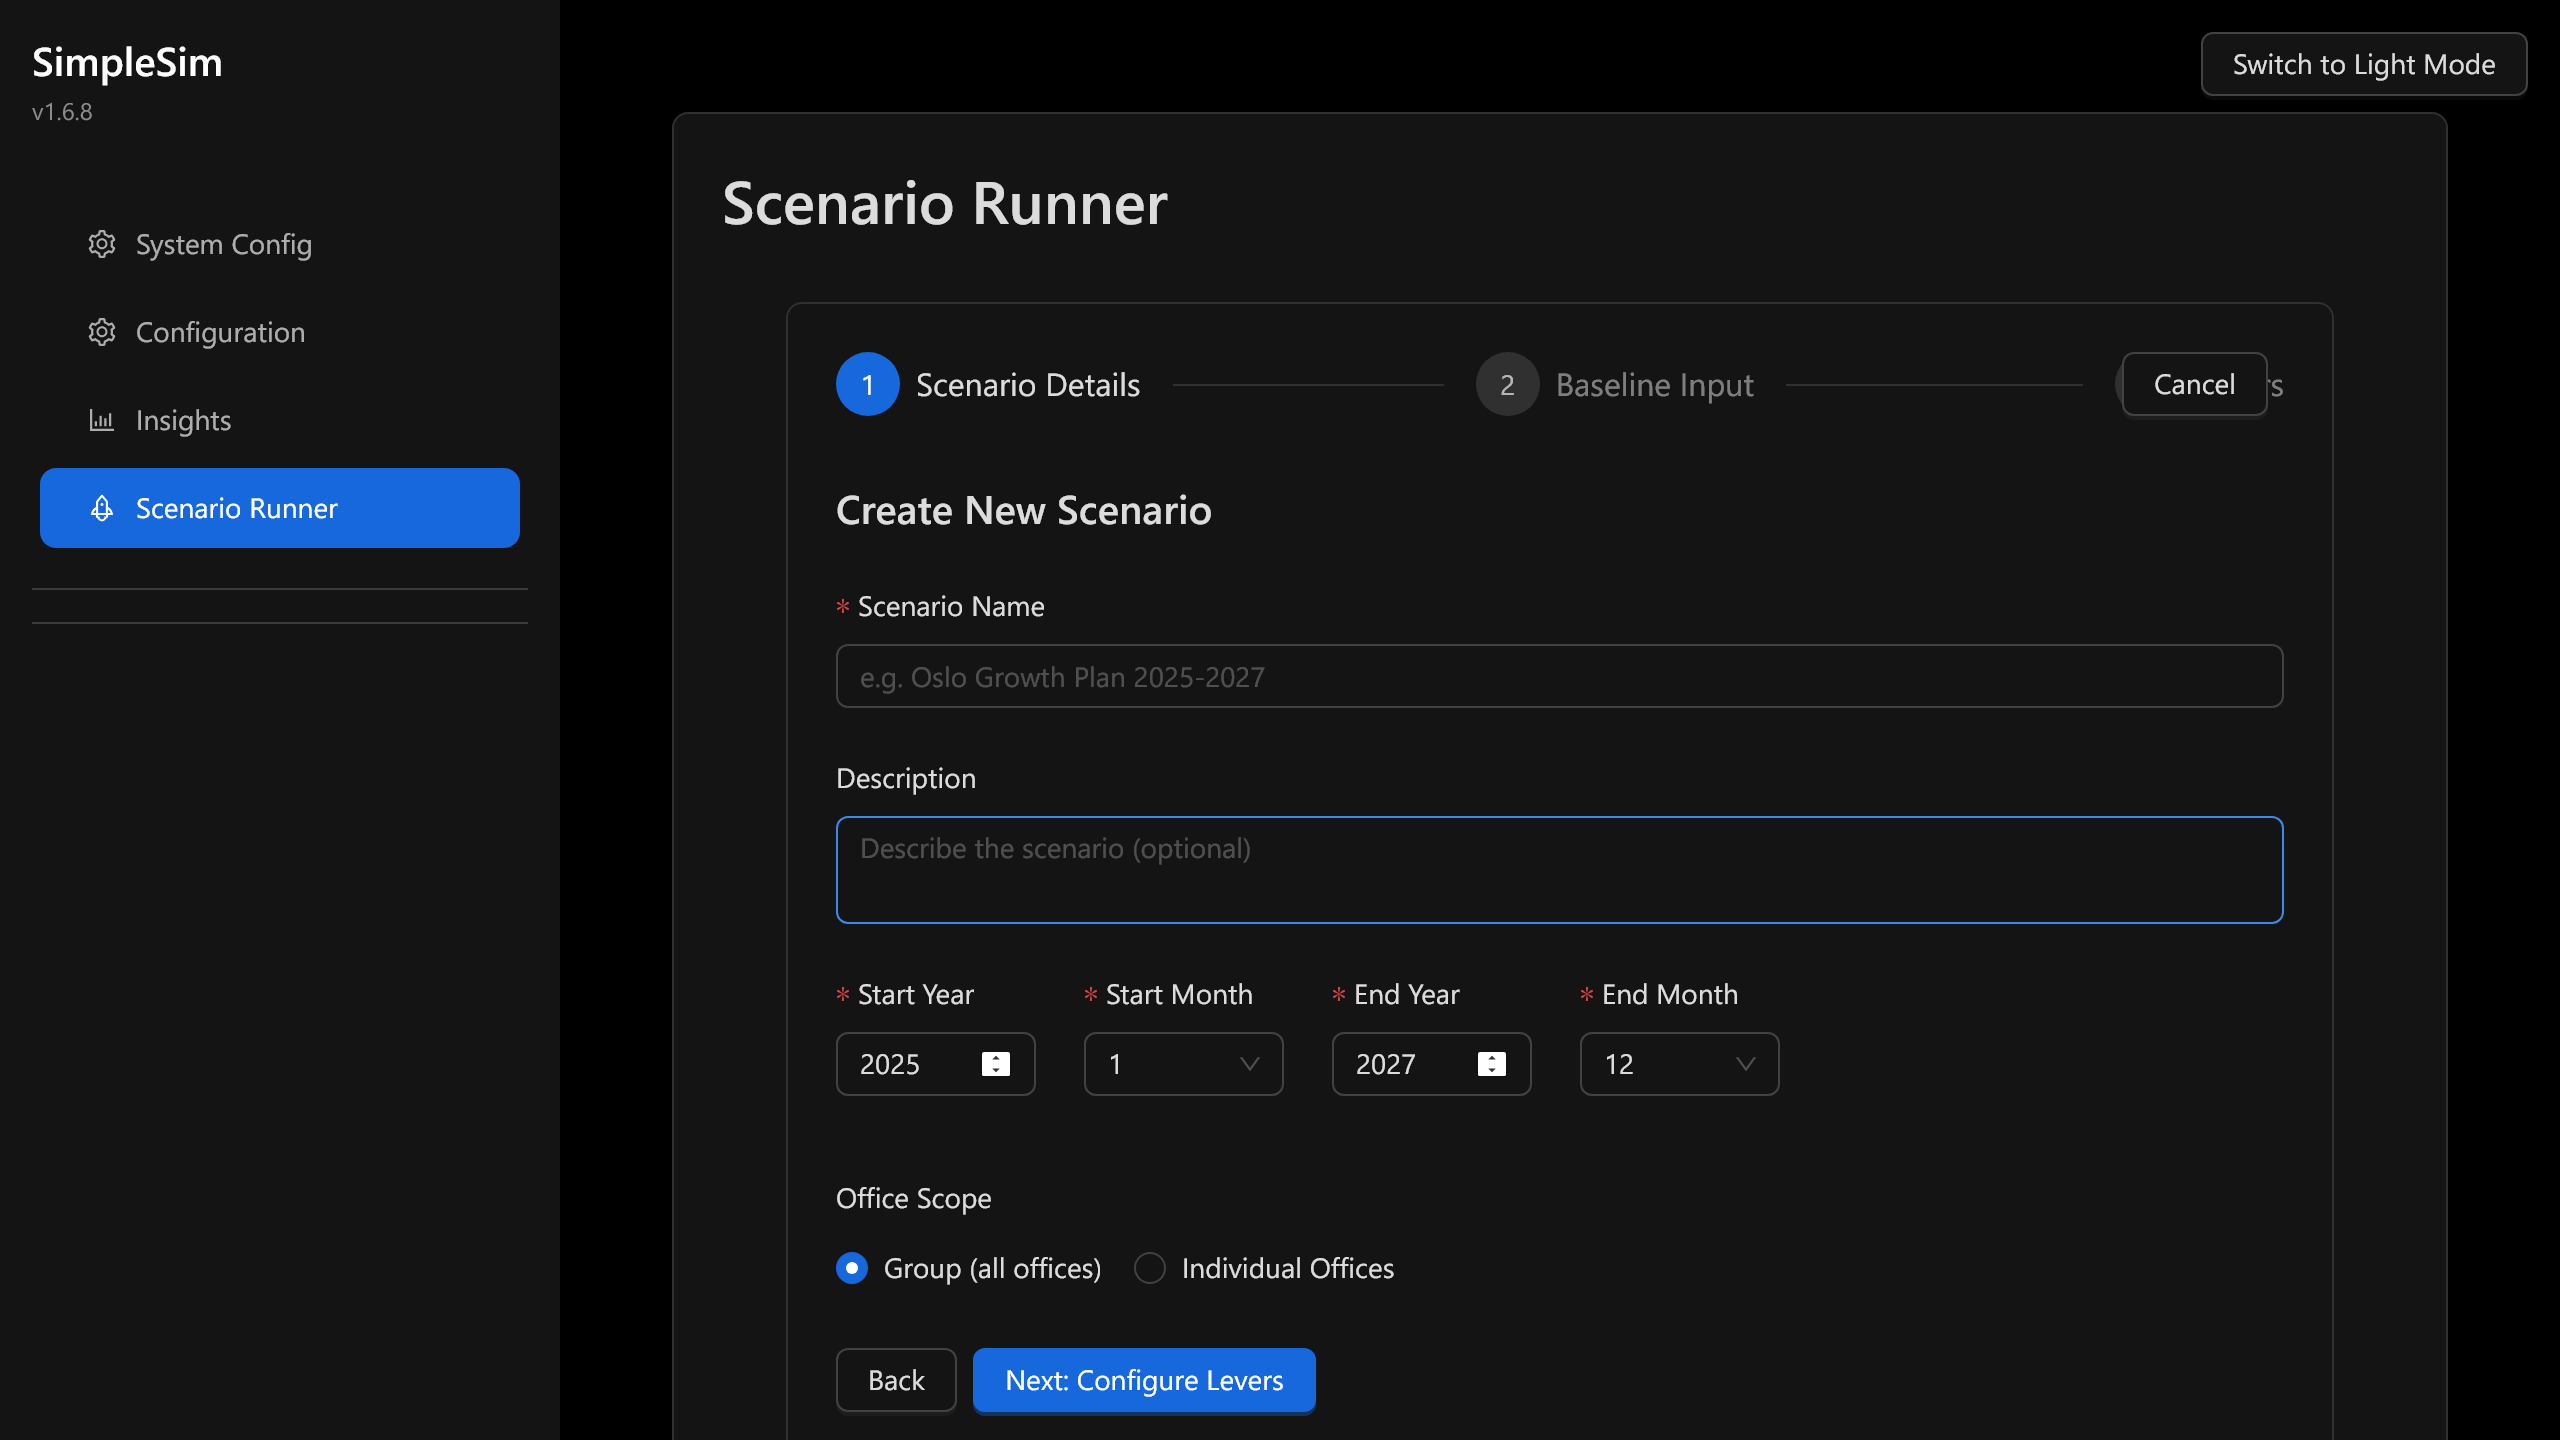 SimpleSim
v1.6.8
System Config
Configuration
Insights
Scenario Runner
Switch to Light Mode
Scenario Runner
1 Scenario Details 2 Baseline Input Cancel
Create New Scenario
* Scenario Name
e.g. Oslo Growth Plan 2025-2027
Description
Describe the scenario (optional)
* Start Year * Start Month * End Year * End Month
2025 1 2027 12
Office Scope
Group (all offices) Individual Offices
Back Next: Configure Levers